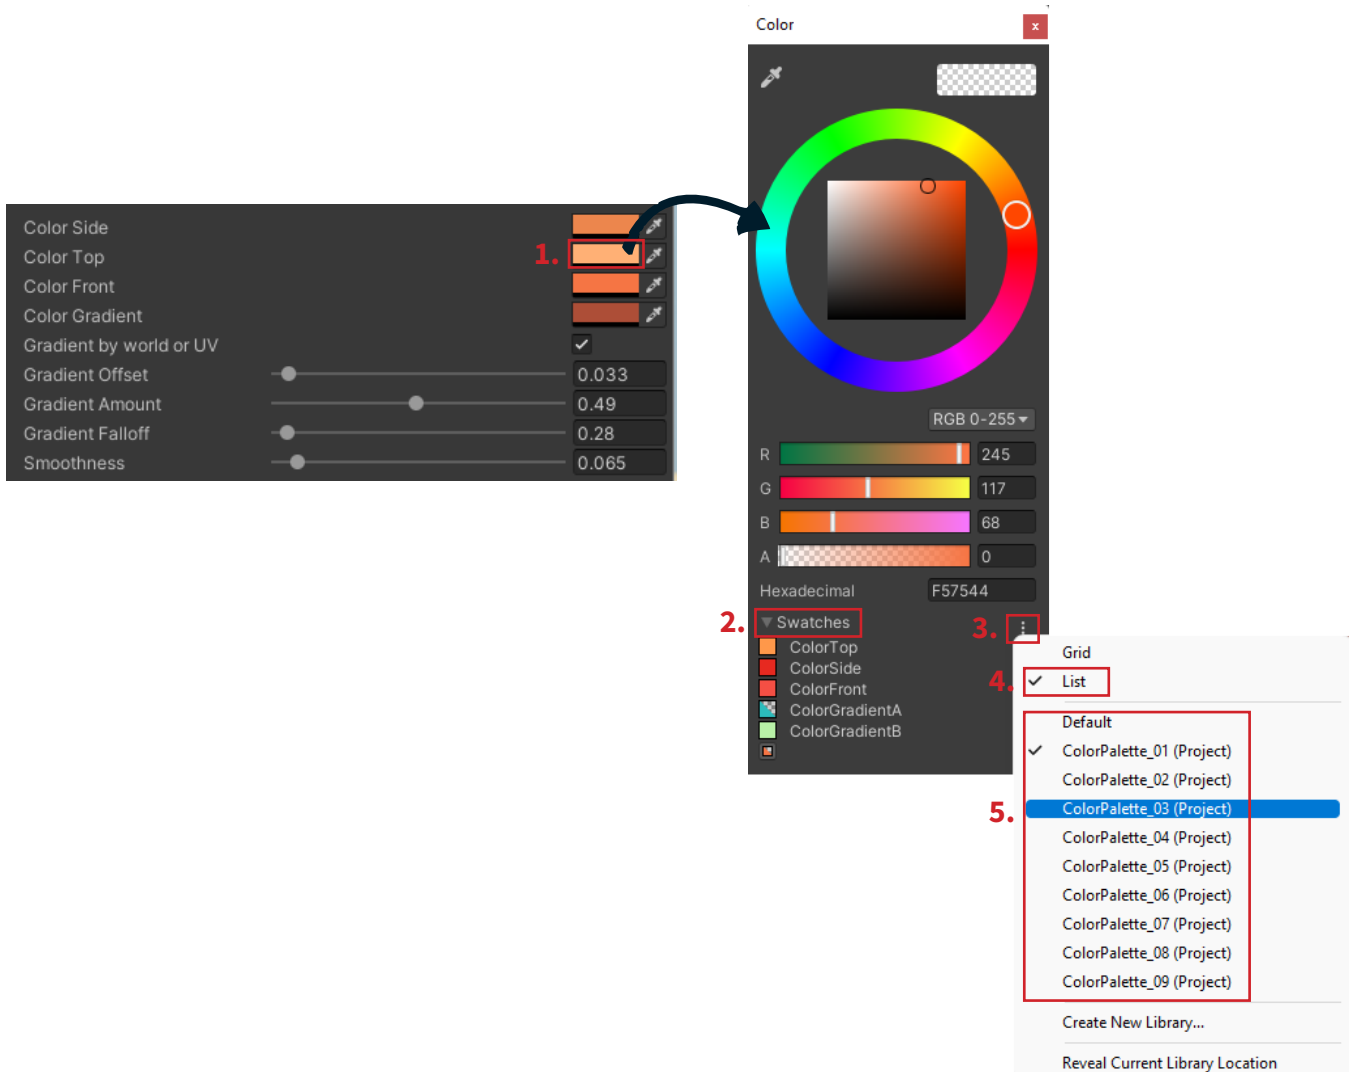 Color Side
Color Top
1.
Color Front
Color Gradient
Gradient by world or UV
Gradient Offset 0.033
Gradient Amount 0.49
Gradient Falloff 0.28
Smoothness 0.065
Color
x
RGB 0-255
R 245
G 117
B 68
A 0
Hexadecimal F57544
2. Swatches 3.
ColorTop
ColorSide
ColorFront
ColorGradientA
ColorGradientB
Grid
4. List
Default
ColorPalette_01 (Project)
ColorPalette_02 (Project)
5. ColorPalette_03 (Project)
ColorPalette_04 (Project)
ColorPalette_05 (Project)
ColorPalette_06 (Project)
ColorPalette_07 (Project)
ColorPalette_08 (Project)
ColorPalette_09 (Project)
Create New Library...
Reveal Current Library Location